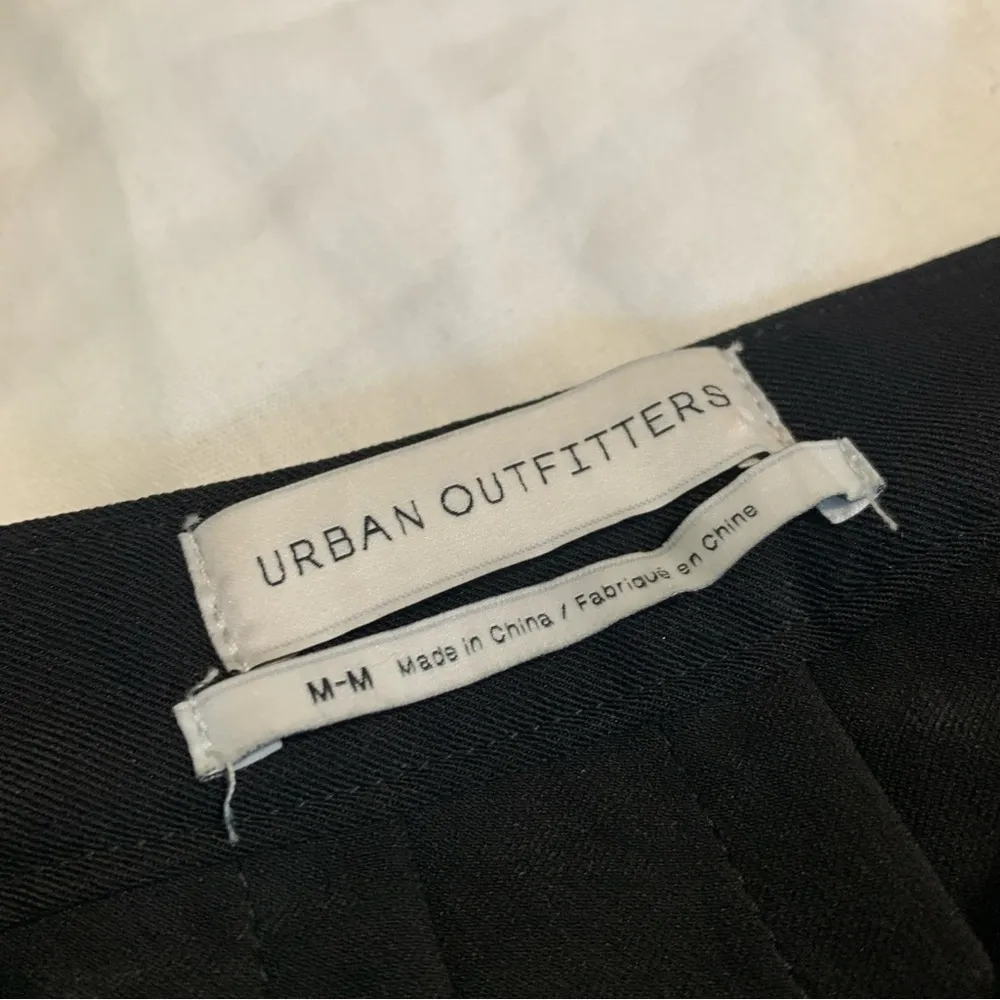 URBAN OUTFITTERS
M-M Made in China / Fabriqué en Chine